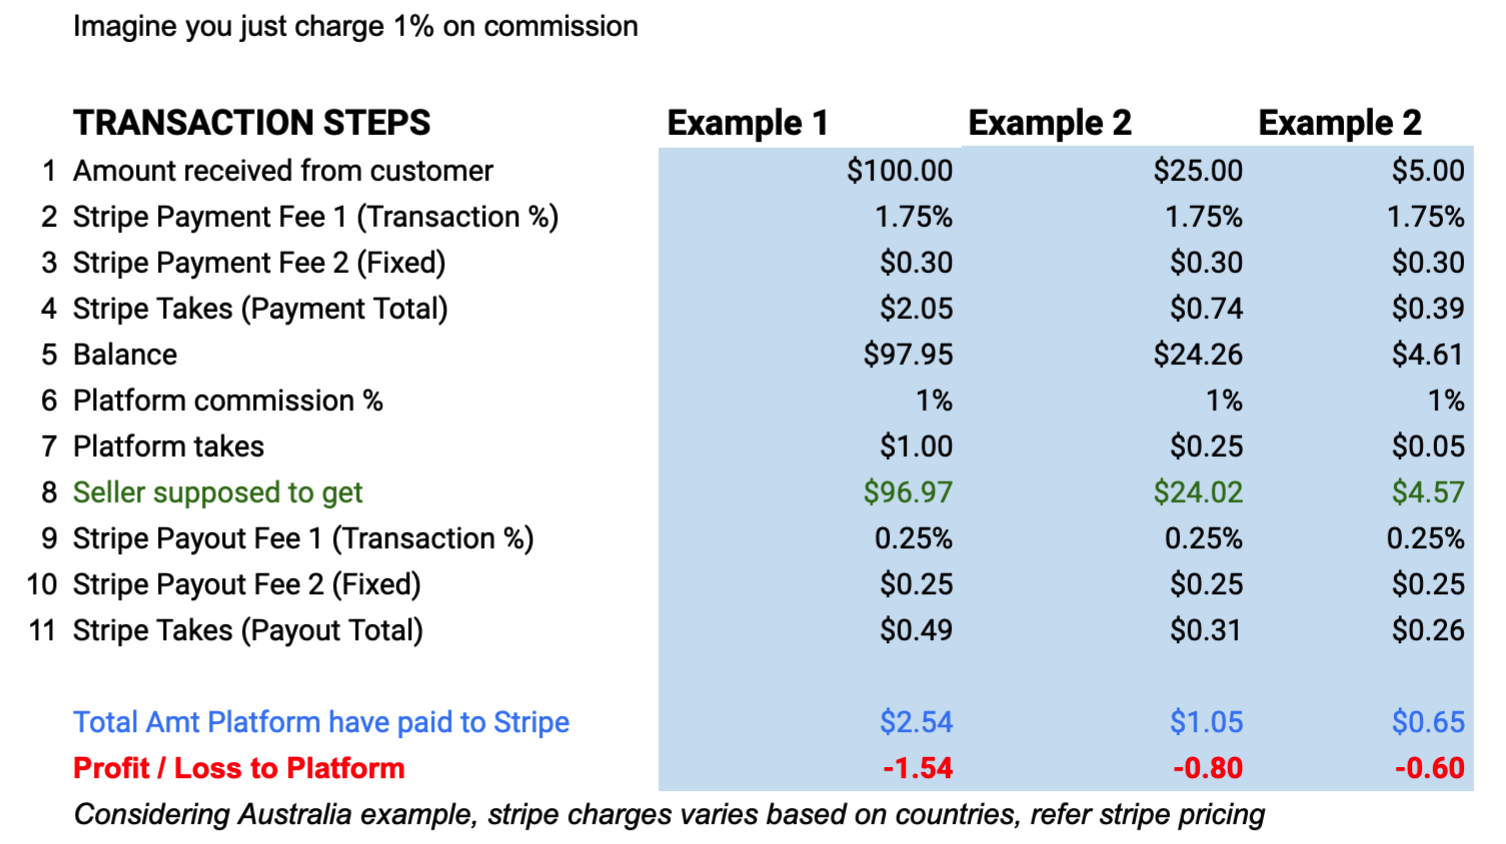 Imagine you just charge 1% on commission
TRANSACTION STEPS Example 1 Example 2 Example 2
1 Amount received from customer $100.00 $25.00 $5.00
2 Stripe Payment Fee 1 (Transaction %) 1.75% 1.75% 1.75%
3 Stripe Payment Fee 2 (Fixed) $0.30 $0.30 $0.30
4 Stripe Takes (Payment Total) $2.05 $0.74 $0.39
5 Balance $97.95 $24.26 $4.61
6 Platform commission % 1% 1% 1%
7 Platform takes $1.00 $0.25 $0.05
8 Seller supposed to get $96.97 $24.02 $4.57
9 Stripe Payout Fee 1 (Transaction %) 0.25% 0.25% 0.25%
10 Stripe Payout Fee 2 (Fixed) $0.25 $0.25 $0.25
11 Stripe Takes (Payout Total) $0.49 $0.31 $0.26
Total Amt Platform have paid to Stripe $2.54 $1.05 $0.65
Profit / Loss to Platform -1.54 -0.80 -0.60
Considering Australia example, stripe charges varies based on countries, refer stripe pricing